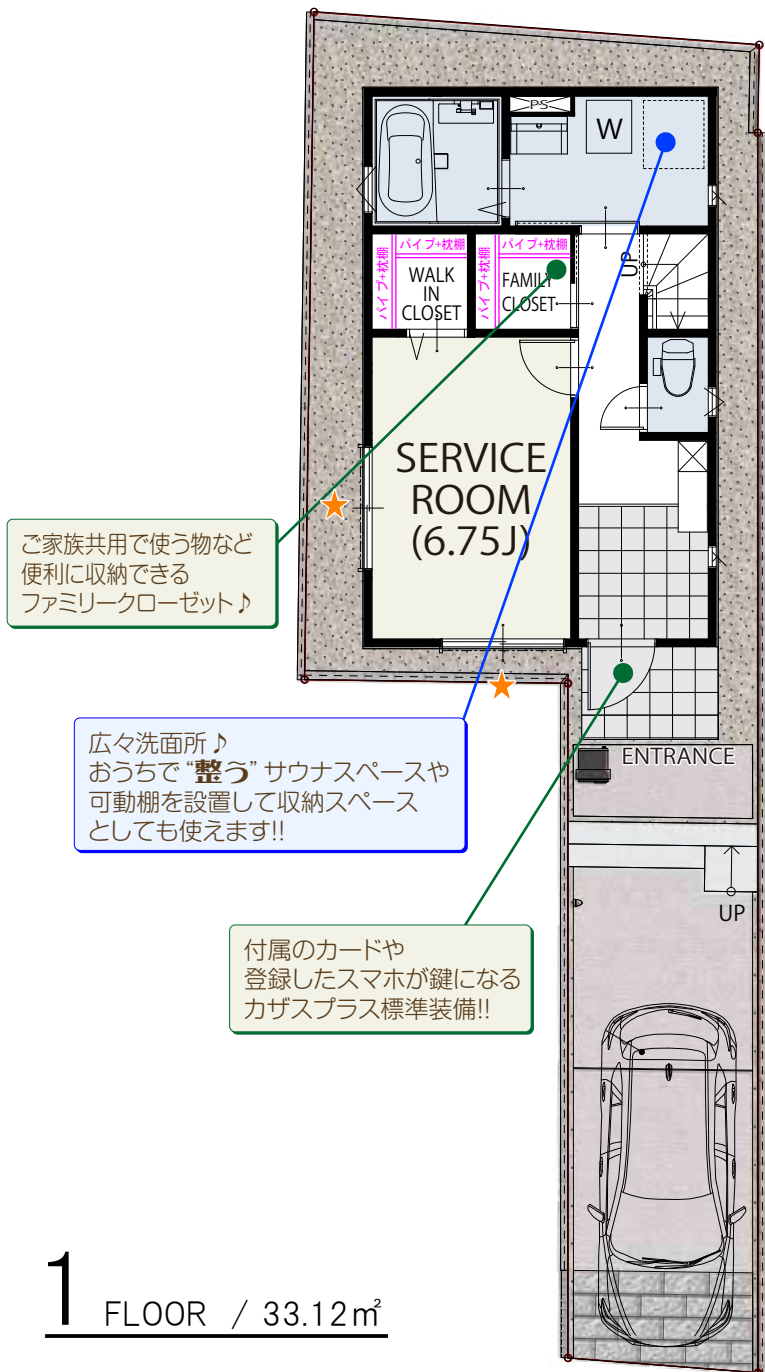 PS
W
パイプ+枕棚
パイプ+枕棚
パイプ+枕棚
パイプ+枕棚
WALK
IN
CLOSET
FAMILY
CLOSET
UP
SERVICE
ROOM
(6.75J)
ご家族共用で使う物など
便利に収納できる
ファミリークローゼット♪
広々洗面所♪
おうちで“整う”サウナスペースや
可動棚を設置して収納スペース
としても使えます!!
ENTRANCE
UP
付属のカードや
登録したスマホが鍵になる
カザスプラス標準装備!!
1 FLOOR / 33.12㎡